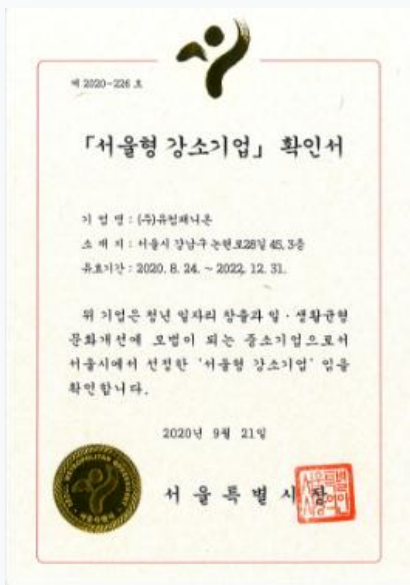 제 2020-226 호
「서울형 강소기업」 확인서
기 업 명 : (주)유컴패니온
소 재 지 : 서울시 강남구 논현로28길 45, 3층
유효기간 : 2020. 8. 24. ~ 2022. 12. 31.
위 기업은 청년 일자리 창출과 일·생활균형
문화개선에 모범이 되는 중소기업으로서
서울시에서 선정한 '서울형 강소기업' 임을
확인합니다.
2020년 9월 21일
서울특별시장